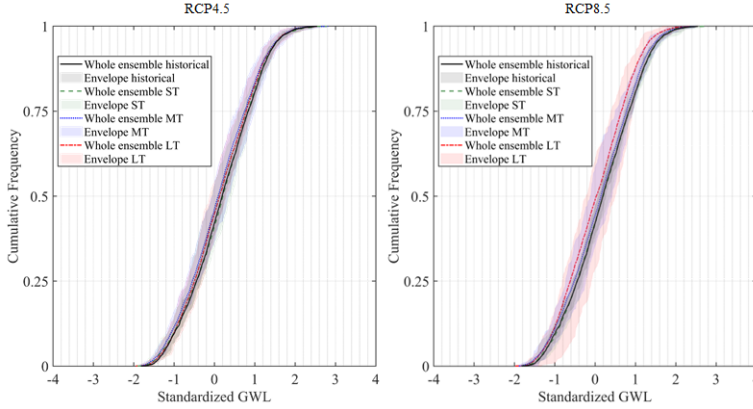 RCP4.5
1
0.75
0.5
0.25
0
Cumulative Frequency
Whole ensemble historical
Envelope historical
Whole ensemble ST
Envelope ST
Whole ensemble MT
Envelope MT
Whole ensemble LT
Envelope LT
-4 -3 -2 -1 0 1 2 3 4
Standardized GWL
RCP8.5
1
0.75
0.5
0.25
0
Cumulative Frequency
Whole ensemble historical
Envelope historical
Whole ensemble ST
Envelope ST
Whole ensemble MT
Envelope MT
Whole ensemble LT
Envelope LT
-4 -3 -2 -1 0 1 2 3 4
Standardized GWL